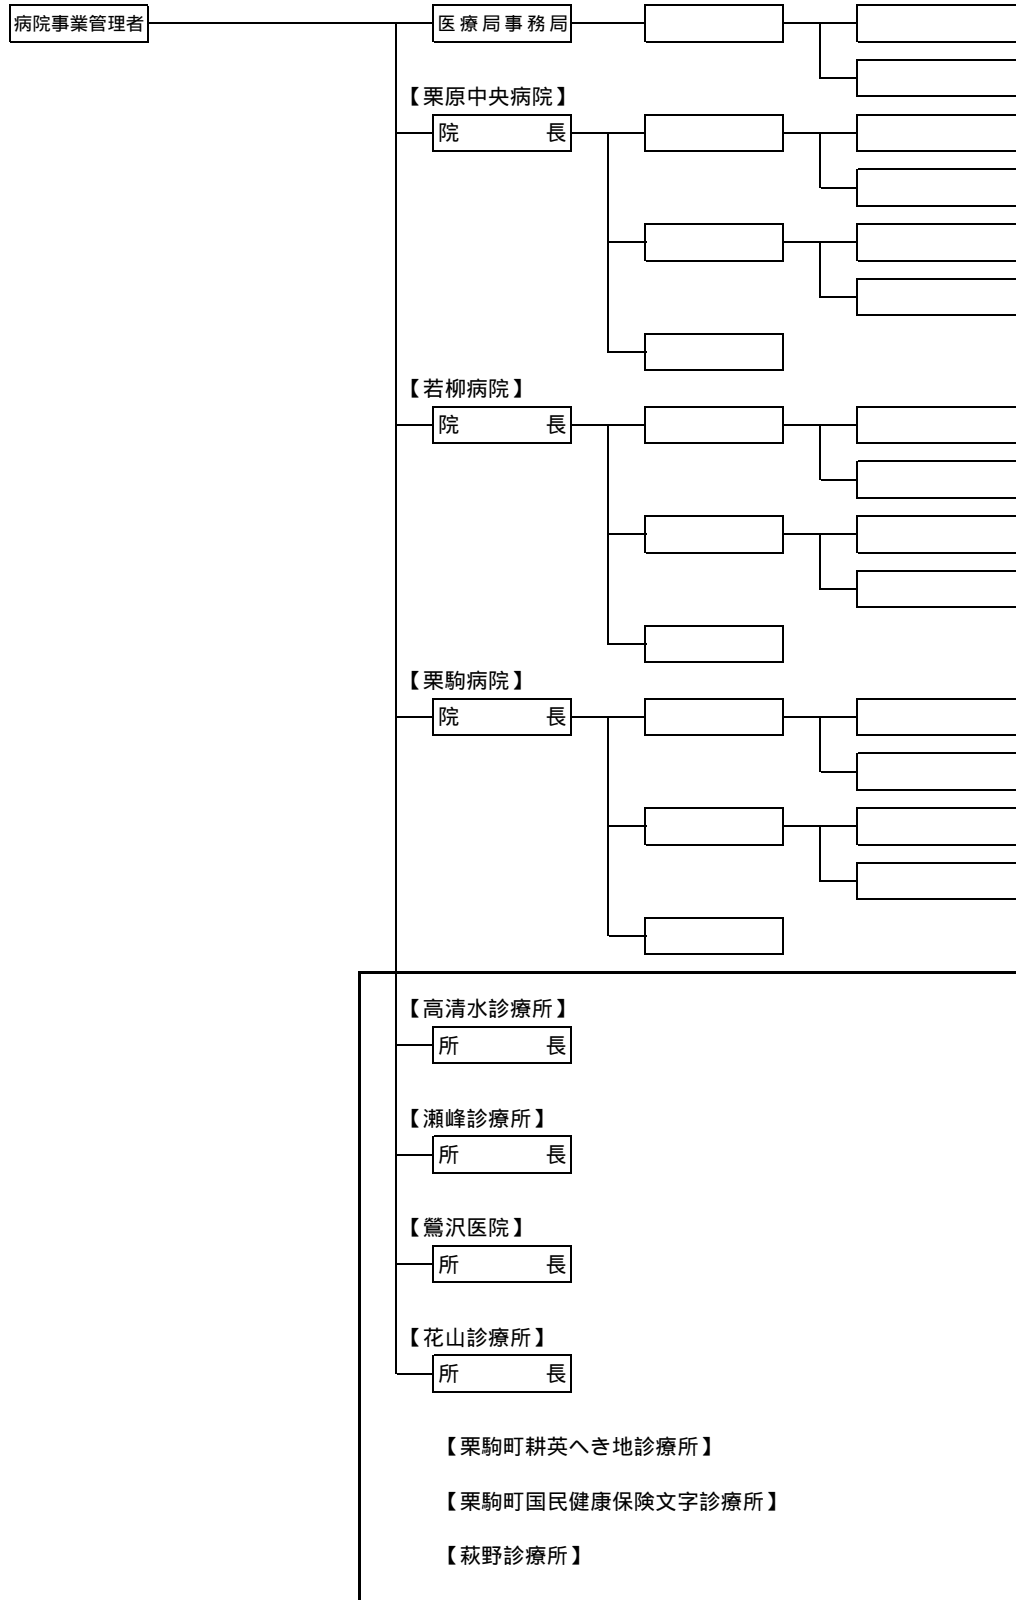 病院事業管理者
医療局事務局
【栗原中央病院】
院長
【若柳病院】
院長
【栗駒病院】
院長
【高清水診療所】
所長
【瀬峰診療所】
所長
【鶯沢医院】
所長
【花山診療所】
所長
【栗駒町耕英へき地診療所】
【栗駒町国民健康保険文字診療所】
【萩野診療所】